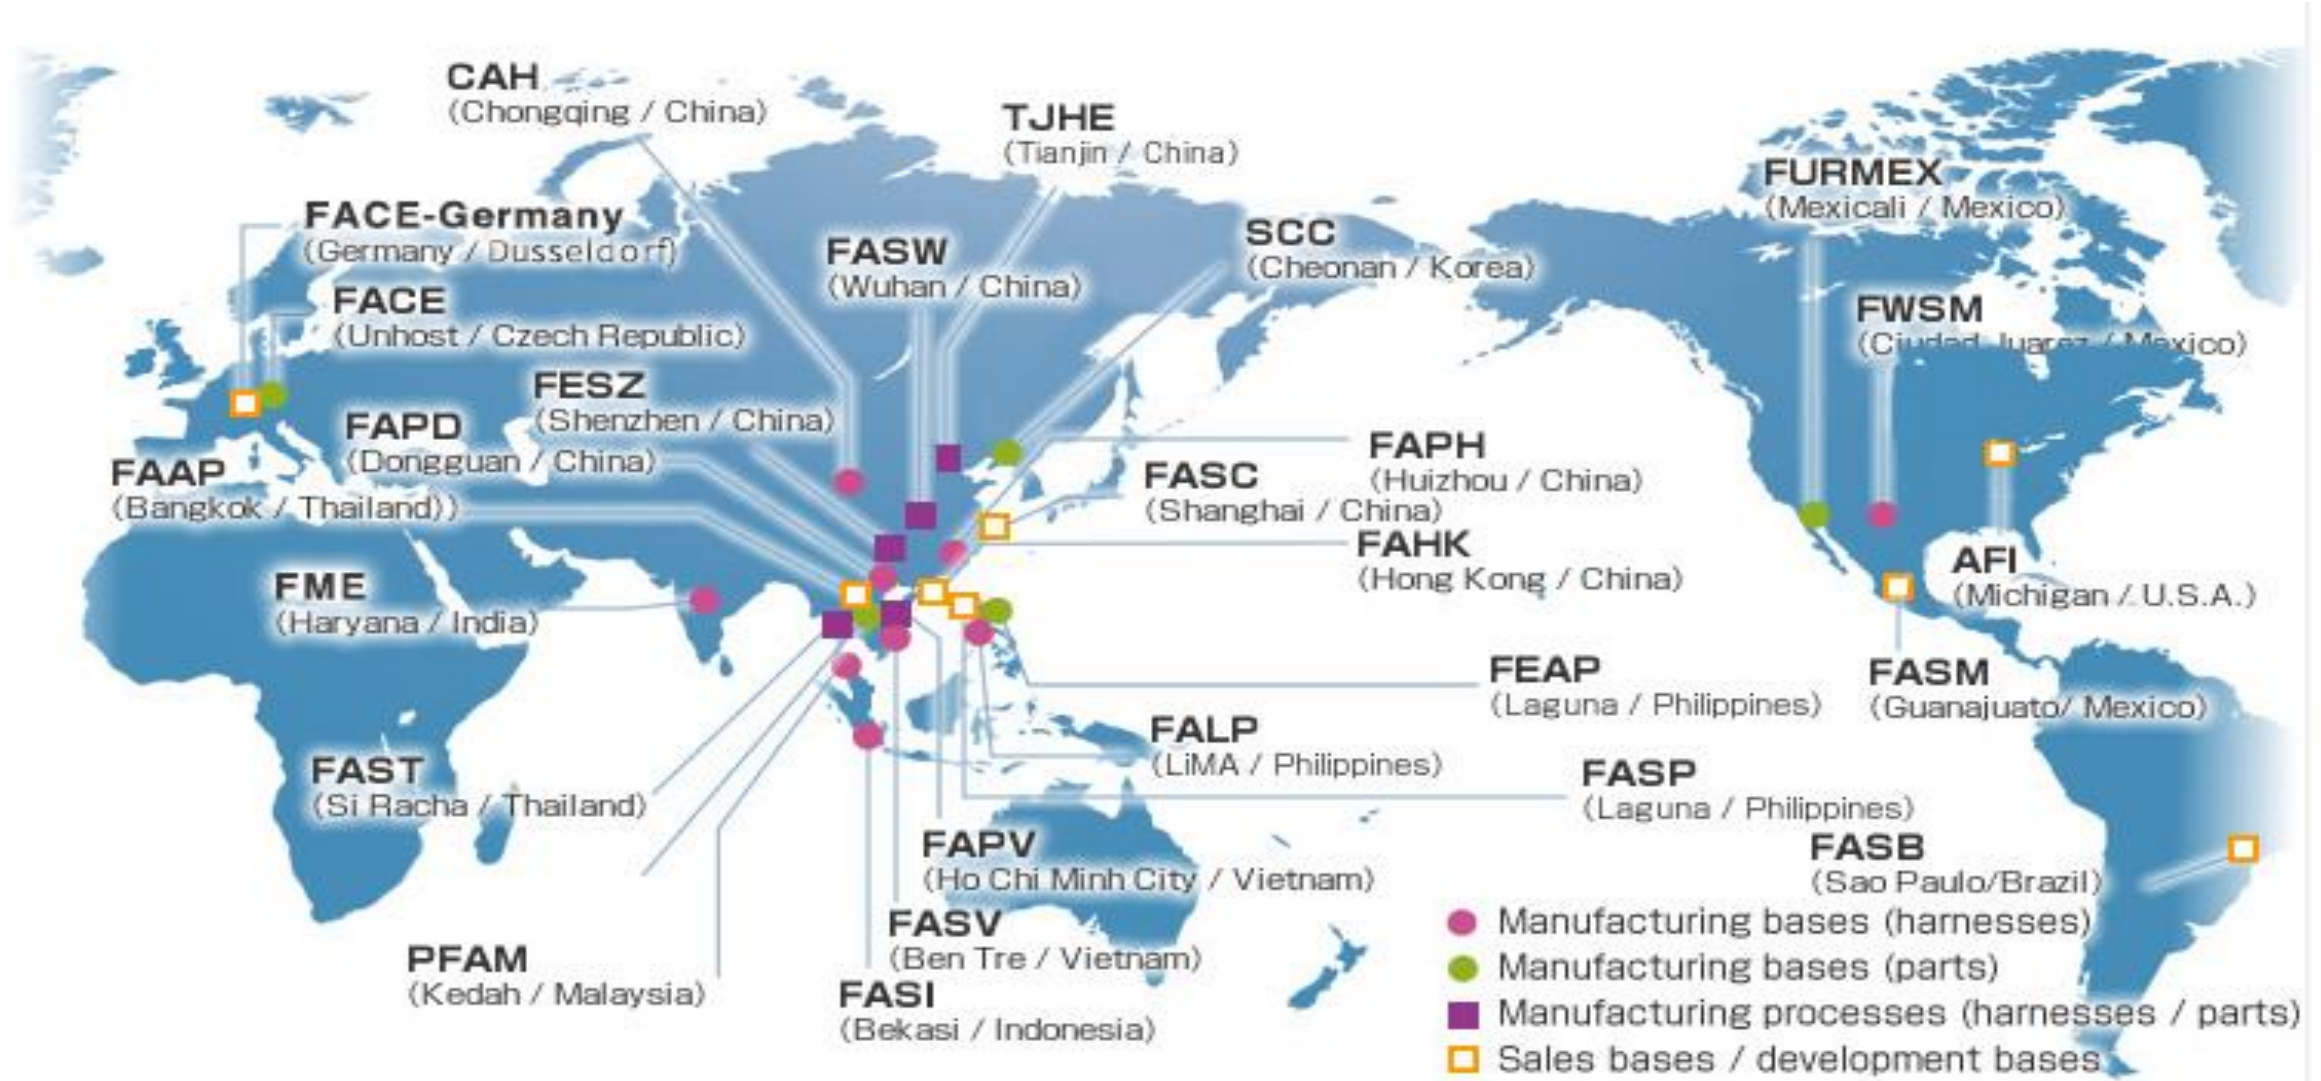 CAH
(Chongqing / China)
TJHE
(Tianjin / China)
FURMEX
(Mexicali / Mexico)
FACE-Germany
(Germany / Dusseldorf)
FASW
(Wuhan / China)
SCC
(Cheonan / Korea)
FACE
(Unhost / Czech Republic)
FWSM
(Ciudad Juarez / Mexico)
FESZ
(Shenzhen / China)
FAPD
(Dongguan / China)
FAPH
(Huizhou / China)
FAAP
(Bangkok / Thailand))
FASC
(Shanghai / China)
FAHK
(Hong Kong / China)
FME
(Haryana / India)
AFI
(Michigan / U.S.A.)
FEAP
(Laguna / Philippines)
FASM
(Guanajuato/ Mexico)
FALP
(LiMA / Philippines)
FAST
(Si Racha / Thailand)
FASP
(Laguna / Philippines)
FAPV
(Ho Chi Minh City / Vietnam)
FASB
(Sao Paulo/Brazil)
FASV
(Ben Tre / Vietnam)
PFAM
(Kedah / Malaysia)
FASI
(Bekasi / Indonesia)
Manufacturing bases (harnesses)
Manufacturing bases (parts)
Manufacturing processes (harnesses / parts)
Sales bases / development bases